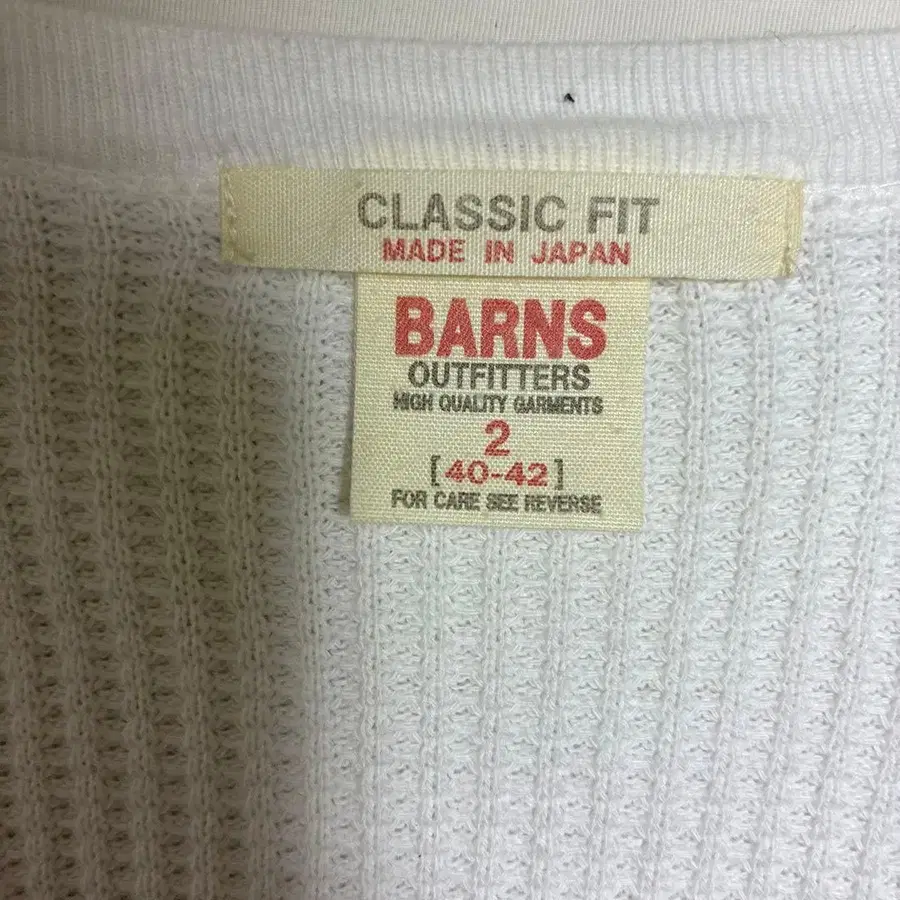 CLASSIC FIT
MADE IN JAPAN
BARNS
OUTFITTERS
HIGH QUALITY GARMENTS
2
[40-42]
FOR CARE SEE REVERSE